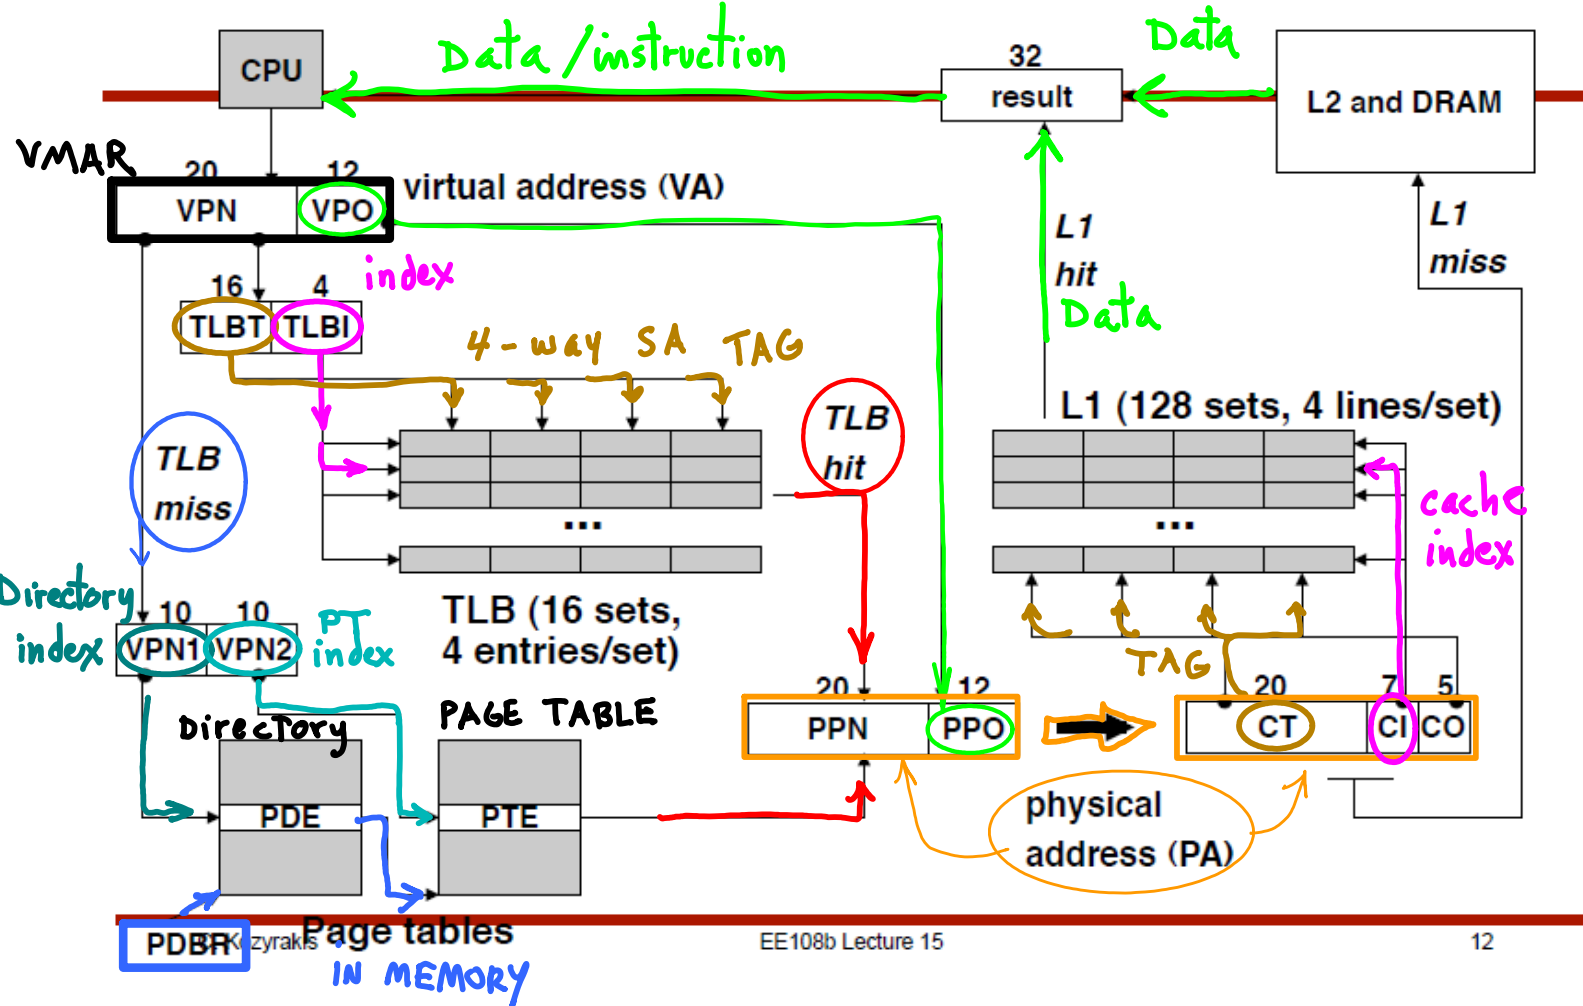 Data/instruction
Data
CPU
32
result
L2 and DRAM
VMAR
20 12
VPN VPO
virtual address (VA)
L1
hit
L1
miss
index
16 4
TLBT TLBI
Data
4-way SA TAG
TLB
hit
L1 (128 sets, 4 lines/set)
TLB
miss
...
...
cache
index
Directory
index
10 10
VPN1 VPN2
PT
index
TLB (16 sets,
4 entries/set)
TAG
20 12
PPN PPO
20 7 5
CT CI CO
Directory
PAGE TABLE
PDE
PTE
physical
address (PA)
PDBR
Kozyrakis
Page tables
IN MEMORY
EE108b Lecture 15
12